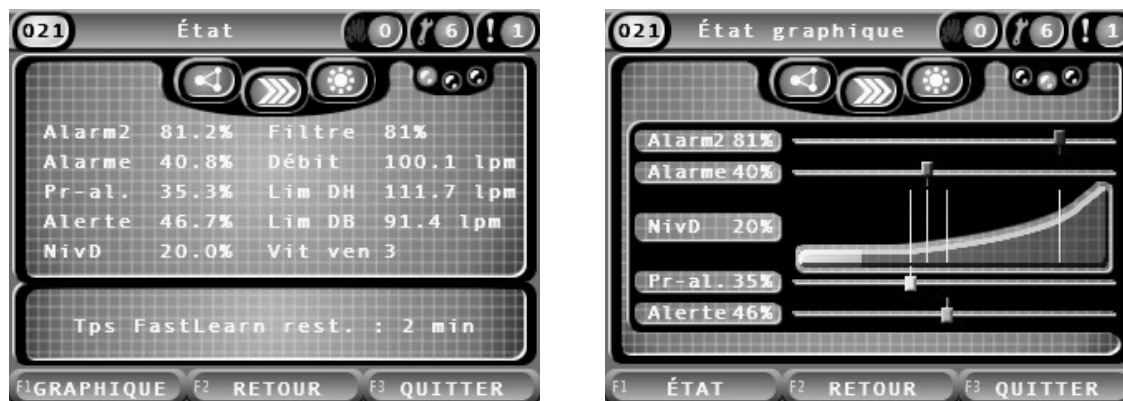 021 État 0 6 ! 1
Alarm2 81.2% Filtre 81%
Alarme 40.8% Débit 100.1 lpm
Pr-al. 35.3% Lim DH 111.7 lpm
Alerte 46.7% Lim DB 91.4 lpm
NivD 20.0% Vit ven 3
Tps FastLearn rest. : 2 min
F1 GRAPHIQUE F2 RETOUR F3 QUITTER
021 État graphique 0 6 ! 1
Alarm2 81%
Alarme 40%
NivD 20%
Pr-al. 35%
Alerte 46%
F1 ÉTAT F2 RETOUR F3 QUITTER